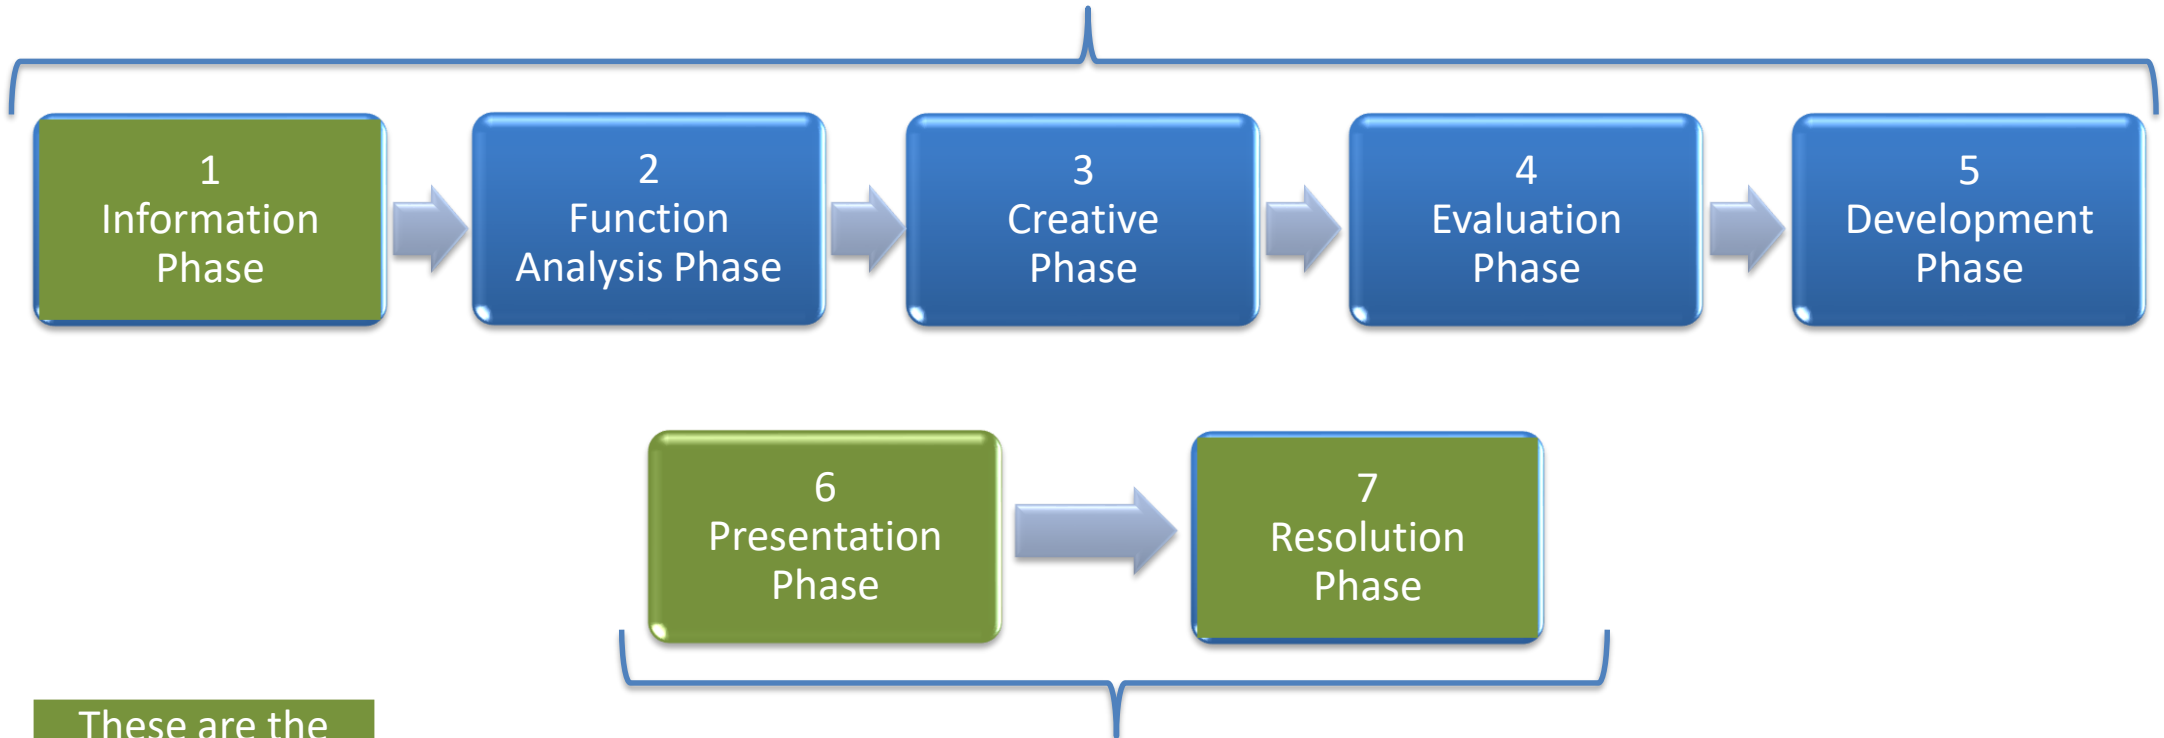 1
Information
Phase
2
Function
Analysis Phase
3
Creative
Phase
4
Evaluation
Phase
5
Development
Phase
6
Presentation
Phase
7
Resolution
Phase
These are the